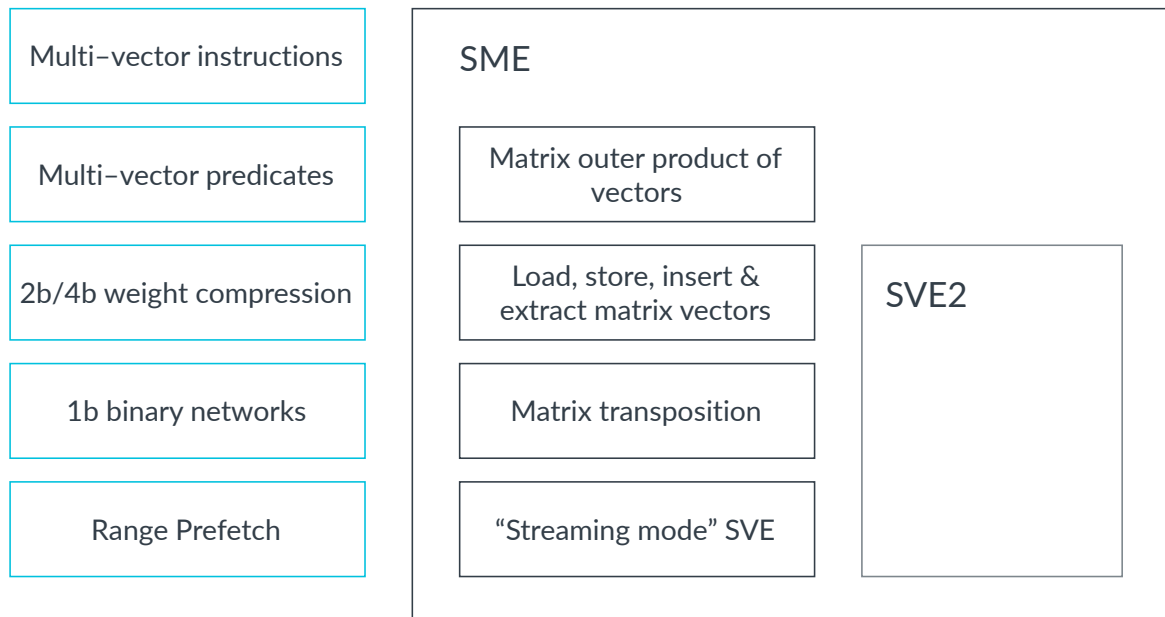 Multi–vector instructions
Multi–vector predicates
2b/4b weight compression
1b binary networks
Range Prefetch
SME
Matrix outer product of
vectors
Load, store, insert &
extract matrix vectors
Matrix transposition
“Streaming mode” SVE
SVE2